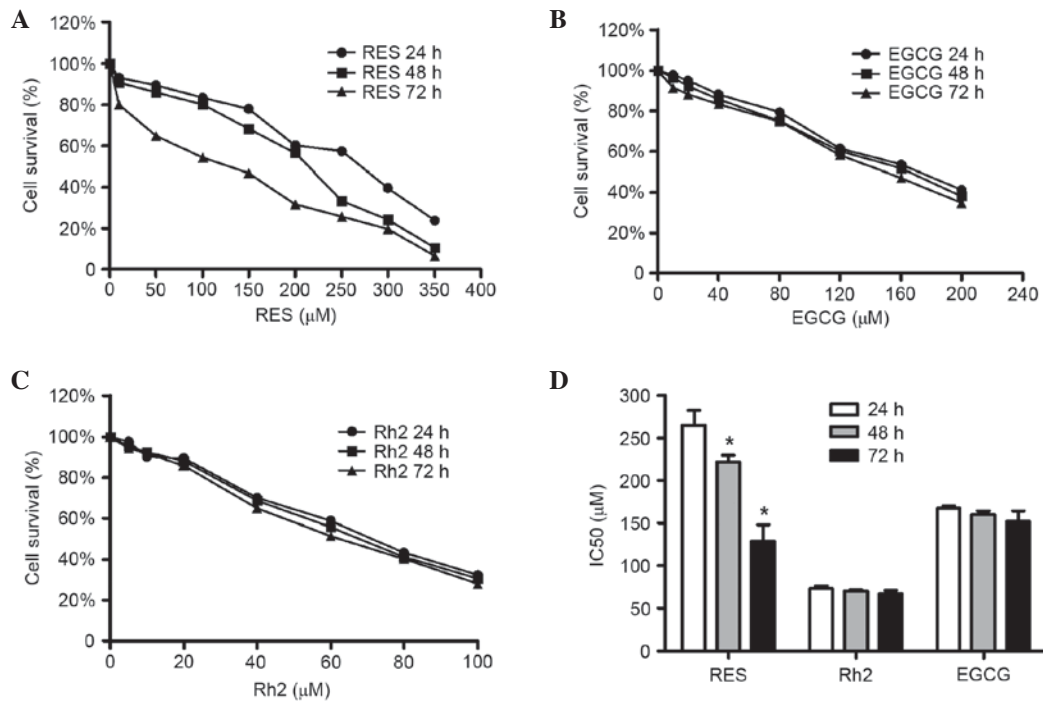 A
120%
100%
80%
60%
40%
20%
0
Cell survival (%)
RES 24 h
RES 48 h
RES 72 h
0 50 100 150 200 250 300 350 400
RES (μM)
B
120%
100%
80%
60%
40%
20%
0
Cell survival (%)
EGCG 24 h
EGCG 48 h
EGCG 72 h
0 40 80 120 160 200 240
EGCG (μM)
C
120%
100%
80%
60%
40%
20%
0
Cell survival (%)
Rh2 24 h
Rh2 48 h
Rh2 72 h
0 20 40 60 80 100
Rh2 (μM)
D
300
250
200
150
100
50
0
IC50 (μM)
24 h
48 h
72 h
*
*
RES Rh2 EGCG